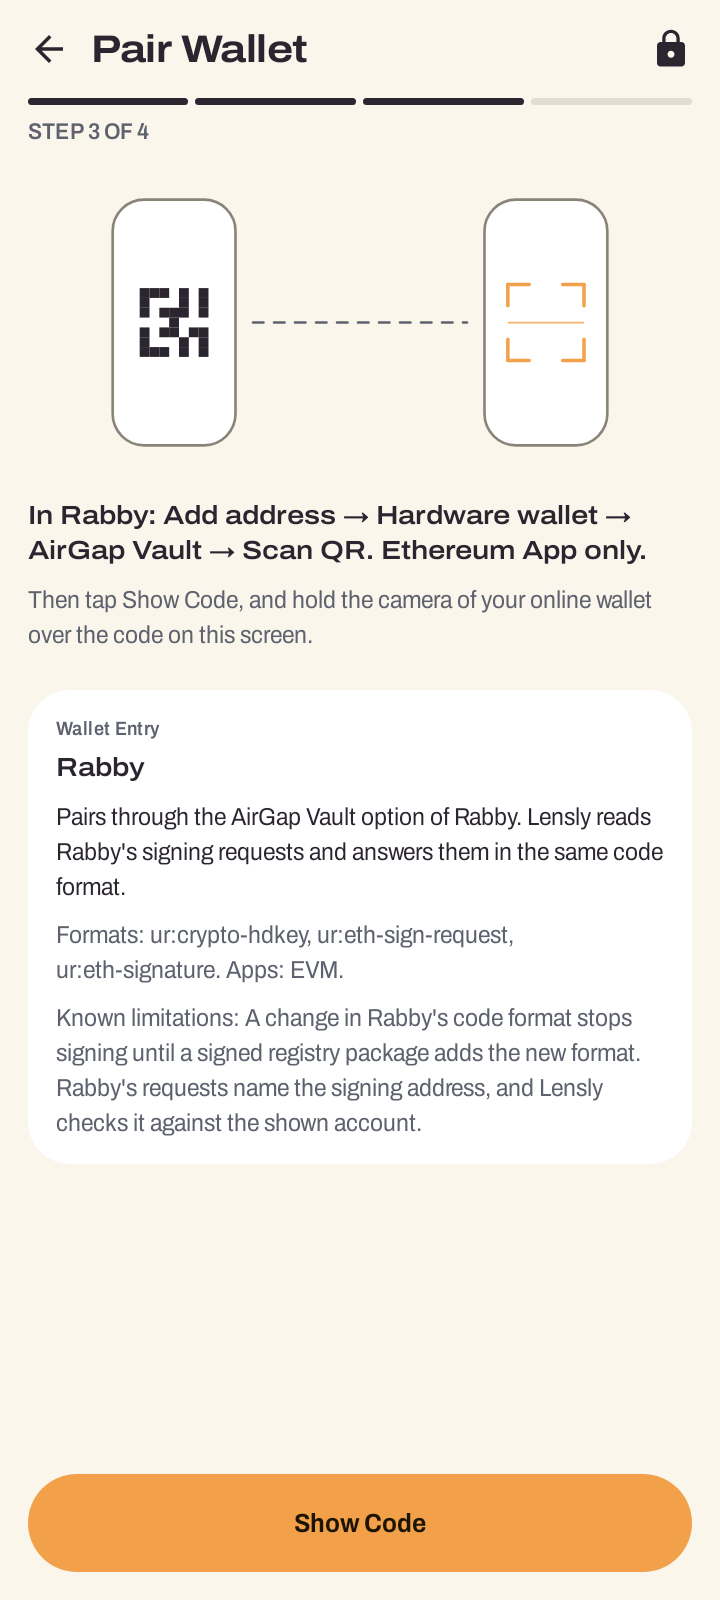 Pair Wallet
STEP 3 OF 4
In Rabby: Add address → Hardware wallet →
AirGap Vault → Scan QR. Ethereum App only.
Then tap Show Code, and hold the camera of your online wallet
over the code on this screen.
Wallet Entry
Rabby
Pairs through the AirGap Vault option of Rabby. Lensly reads
Rabby's signing requests and answers them in the same code
format.
Formats: ur:crypto-hdkey, ur:eth-sign-request,
ur:eth-signature. Apps: EVM.
Known limitations: A change in Rabby's code format stops
signing until a signed registry package adds the new format.
Rabby's requests name the signing address, and Lensly
checks it against the shown account.
Show Code